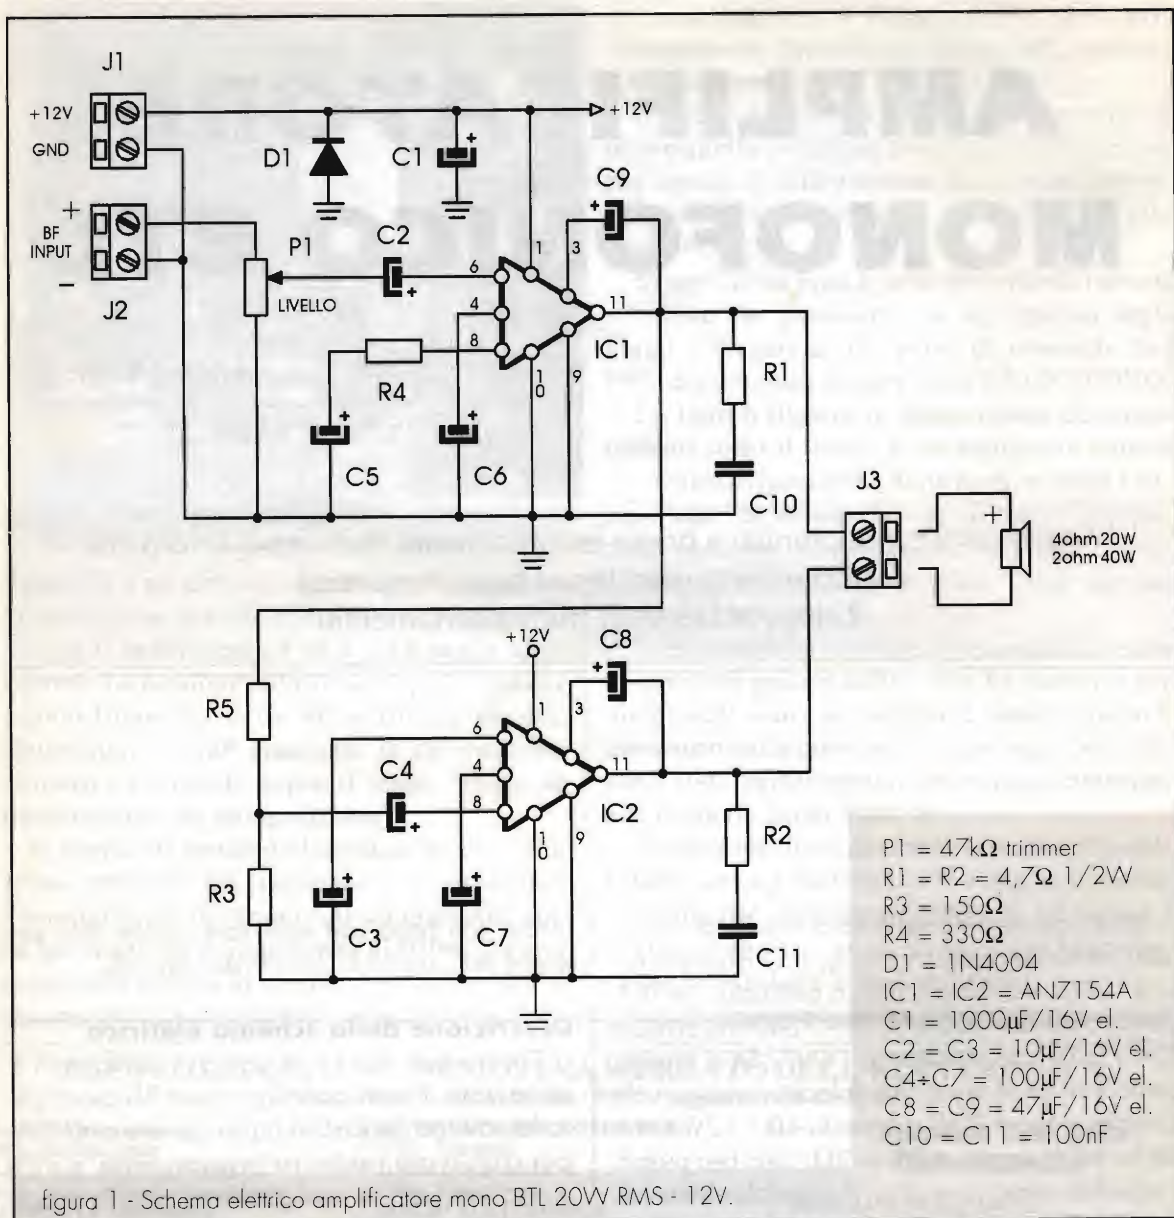 J1
+12V
GND
+
BF
INPUT
−
J2
D1
C1
+
+12V
P1
LIVELLO
C2
+
6
4
8
1
3
C9
+
11
IC1
10
9
R4
C5
+
C6
+
R1
C10
J3
+
4ohm 20W
2ohm 40W
R5
R3
C4
+
C3
+
C7
+
+12V
1
3
C8
+
6
4
8
11
IC2
10
9
R2
C11
P1 = 47kΩ trimmer
R1 = R2 = 4,7Ω 1/2W
R3 = 150Ω
R4 = 330Ω
D1 = 1N4004
IC1 = IC2 = AN7154A
C1 = 1000µF/16V el.
C2 = C3 = 10µF/16V el.
C4÷C7 = 100µF/16V el.
C8 = C9 = 47µF/16V el.
C10 = C11 = 100nF
figura 1 - Schema elettrico amplificatore mono BTL 20W RMS - 12V.